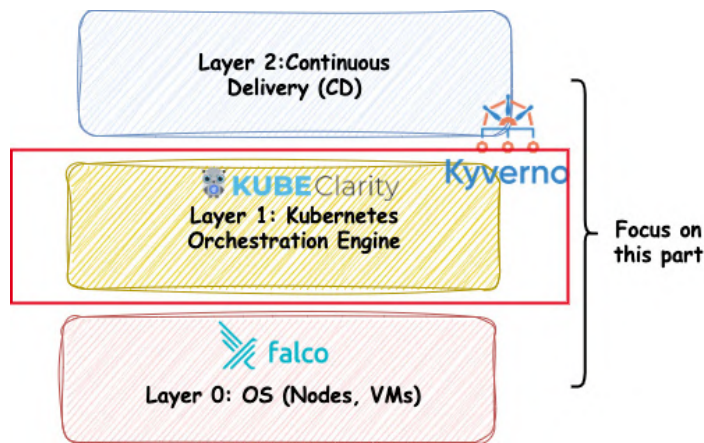 Layer 2:Continuous
Delivery (CD)
Kyverno
KUBEClarity
Layer 1: Kubernetes
Orchestration Engine
Focus on
this part
falco
Layer 0: OS (Nodes, VMs)